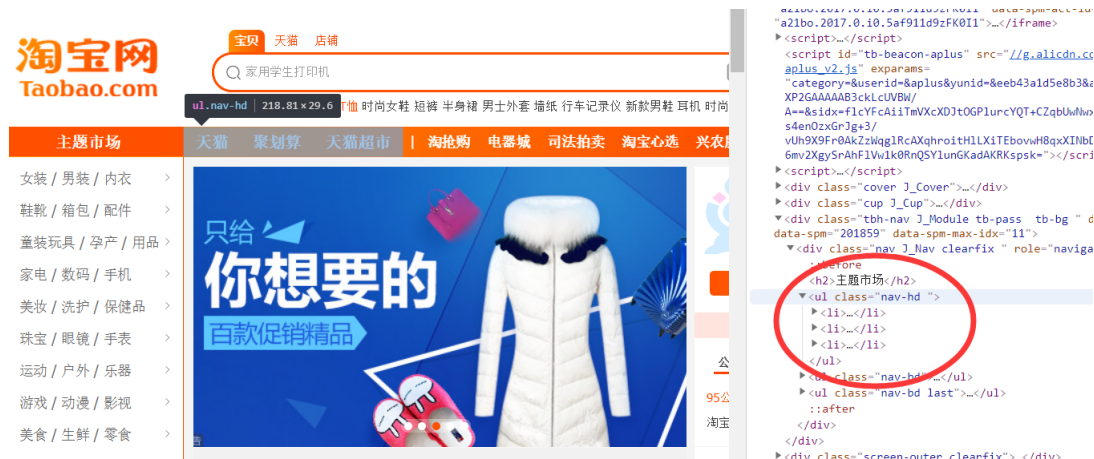 淘宝网
Taobao.com
宝贝 天猫 店铺
家用学生打印机
ul.nav-hd | 218.81×29.6
T恤 时尚女鞋 短裤 半身裙 男士外套 墙纸 行车记录仪 新款男鞋 耳机 时尚
主题市场 天猫 聚划算 天猫超市 | 淘抢购 电器城 司法拍卖 淘宝心选 兴农
女装 / 男装 / 内衣
鞋靴 / 箱包 / 配件
童装玩具 / 孕产 / 用品
家电 / 数码 / 手机
美妆 / 洗护 / 保健品
珠宝 / 眼镜 / 手表
运动 / 户外 / 乐器
游戏 / 动漫 / 影视
美食 / 生鲜 / 零食
只给
你想要的
百款促销精品
告
公
95公
淘宝
"a21bo.2017.0.i0.5af911d9zFK0I1">…</iframe>
<script>…</script>
<script id="tb-beacon-aplus" src="//g.alicdn.co
aplus_v2.js" exparams=
"category=&userid=&aplus&yunid=&eeb43a1d5e8b3&a
XP2GAAAAAB3ckLcUVBW/
A==&sidx=flcYFcAiiTmVXcXDJtOGPlurcYQT+CZqbUwNwx
s4enOzxGrJg+3/
vUh9X9Fr0AkZzWqglRcAXqhroitHlLXiTEbovwH8qxXINbD
6mv2XgySrAhFlVw1k0RnQSYlunGKadAKRKspsk="></scri
<script>…</script>
<div class="cover J_Cover">…</div>
<div class="cup J_Cup">…</div>
<div class="tbh-nav J_Module tb-pass  tb-bg " d
data-spm="201859" data-spm-max-idx="11">
<div class="nav J_Nav clearfix " role="naviga
::before
<h2>主题市场</h2>
<ul class="nav-hd ">
<li>…</li>
<li>…</li>
<li>…</li>
</ul>
<ul class="nav-bd">…</ul>
<ul class="nav-bd last">…</ul>
::after
</div>
</div>
<div class="screen-outer clearfix">…</div>